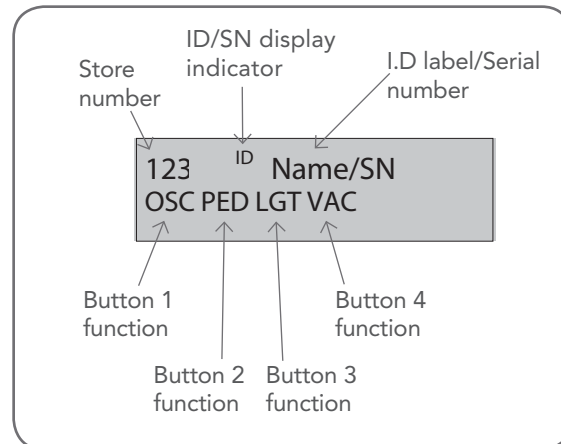 ID/SN display
indicator
Store
number
I.D label/Serial
number
123 ID Name/SN
OSC PED LGT VAC
Button 1
function
Button 4
function
Button 2
function
Button 3
function